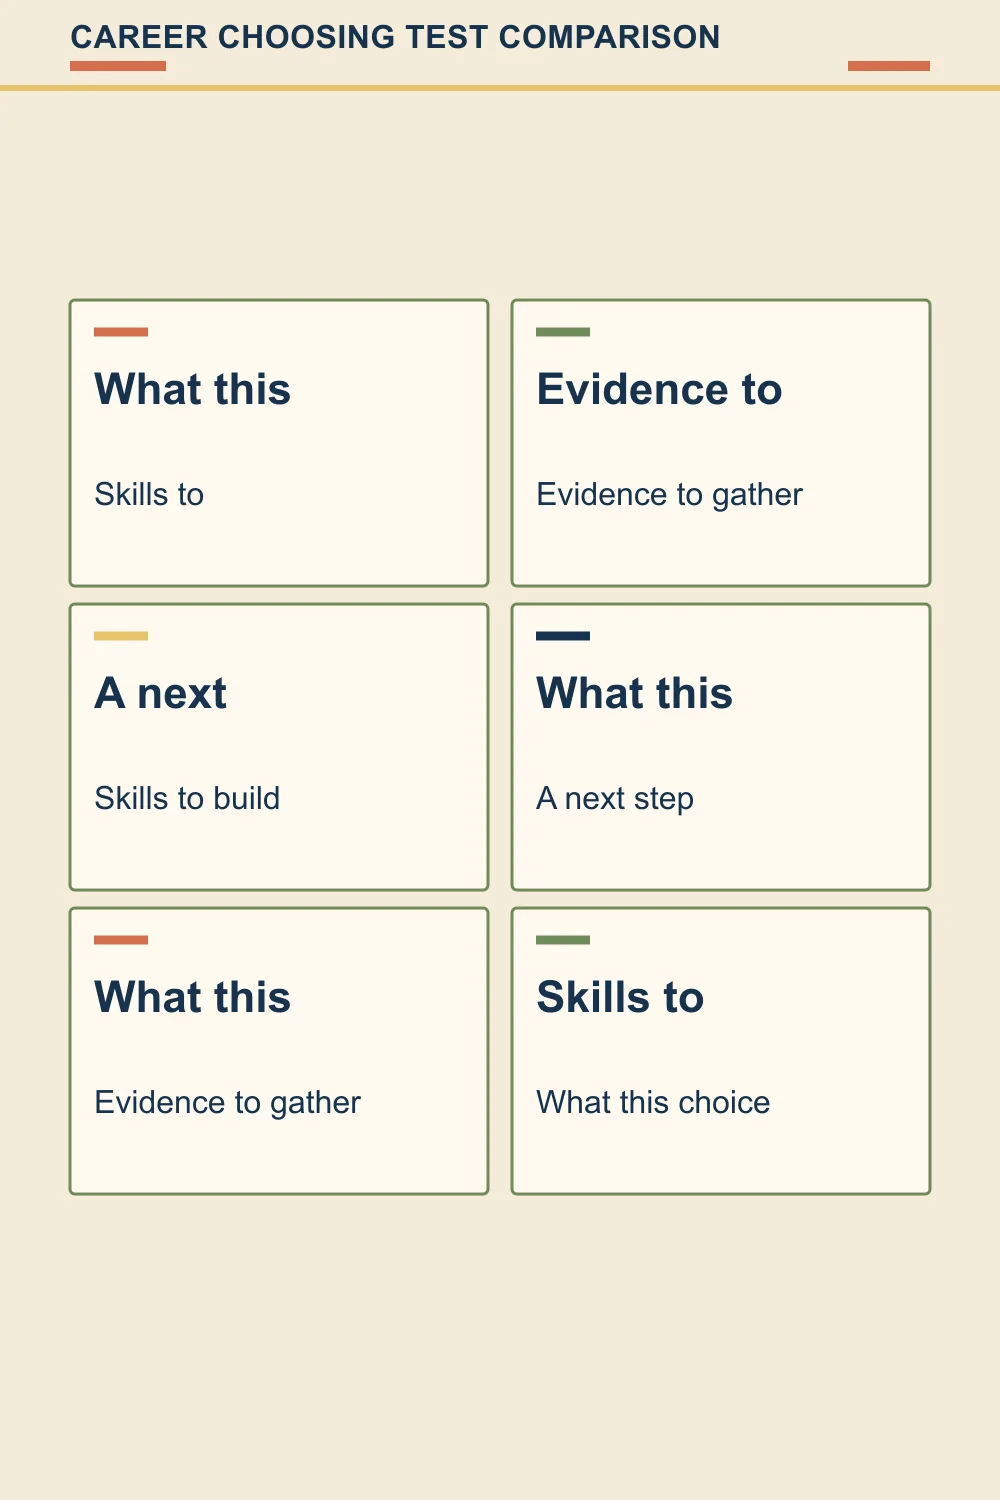 CAREER CHOOSING TEST COMPARISON
What this
Skills to
Evidence to
Evidence to gather
A next
Skills to build
What this
A next step
What this
Evidence to gather
Skills to
What this choice